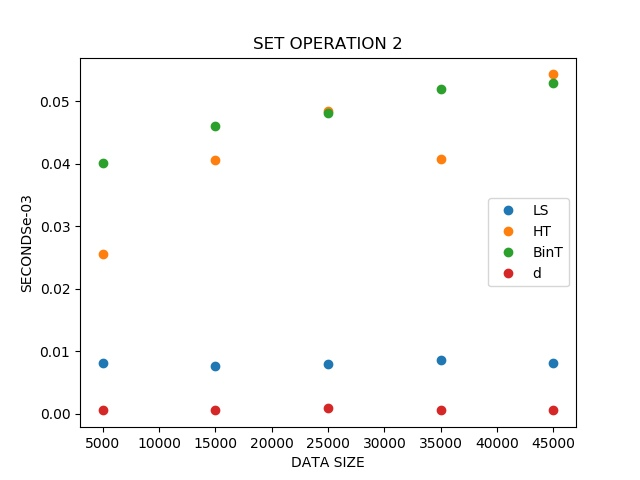 SET OPERATION 2
SECONDSe-03
0.05
0.04
0.03
0.02
0.01
0.00
LS
HT
BinT
d
5000 10000 15000 20000 25000 30000 35000 40000 45000
DATA SIZE